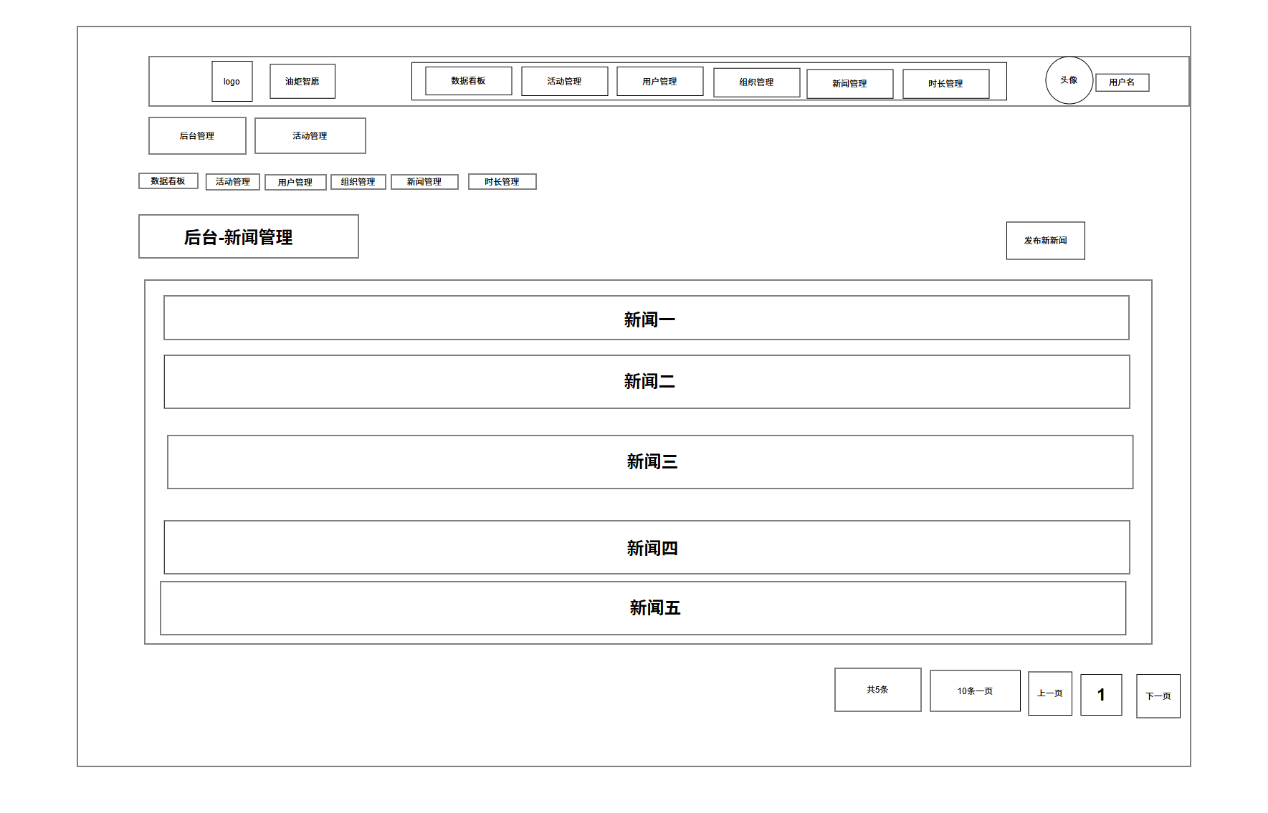 logo
油炬智愿
数据看板
活动管理
用户管理
组织管理
新闻管理
时长管理
头像
用户名
后台管理
活动管理
数据看板
活动管理
用户管理
组织管理
新闻管理
时长管理
后台-新闻管理
发布新新闻
新闻一
新闻二
新闻三
新闻四
新闻五
共5条
10条一页
上一页
1
下一页